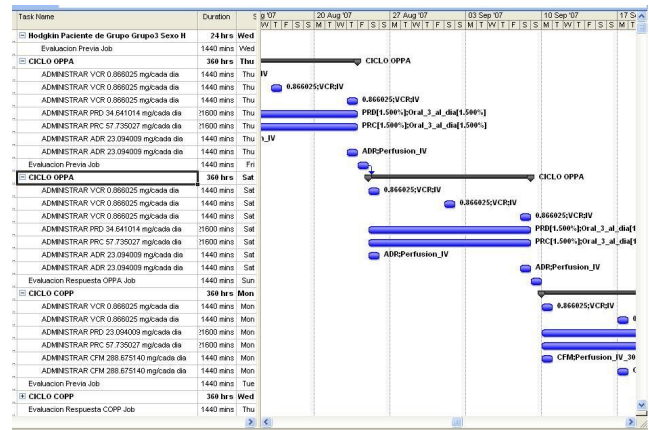 Task Name Duration S g '07 20 Aug '07 27 Aug '07 03 Sep '07 10 Sep '07 17 S
W T F S S M T W T F S S M T W T F S S M T W T F S S M T W T F S S M T
Hodgkin Paciente de Grupo Grupo3 Sexo H 24 hrs Wed
Evaluacion Previa Job 1440 mins Wed
CICLO OPPA 360 hrs Thu CICLO OPPA
ADMINISTRAR VCR 0.866025 mg/cada dia 1440 mins Thu IV
ADMINISTRAR VCR 0.866025 mg/cada dia 1440 mins Thu 0.866025;VCR;IV
ADMINISTRAR VCR 0.866025 mg/cada dia 1440 mins Thu 0.866025;VCR;IV
ADMINISTRAR PRD 34.641014 mg/cada dia 21600 mins Thu PRD[1.500%];Oral_3_al_dia[1.500%]
ADMINISTRAR PRC 57.735027 mg/cada dia 21600 mins Thu PRC[1.500%];Oral_3_al_dia[1.500%]
ADMINISTRAR ADR 23.094009 mg/cada dia 1440 mins Thu _IV
ADMINISTRAR ADR 23.094009 mg/cada dia 1440 mins Thu ADR;Perfusion_IV
Evaluacion Previa Job 1440 mins Fri
CICLO OPPA 360 hrs Sat CICLO OPPA
ADMINISTRAR VCR 0.866025 mg/cada dia 1440 mins Sat 0.866025;VCR;IV
ADMINISTRAR VCR 0.866025 mg/cada dia 1440 mins Sat 0.866025;VCR;IV
ADMINISTRAR VCR 0.866025 mg/cada dia 1440 mins Sat 0.866025;VCR;IV
ADMINISTRAR PRD 34.641014 mg/cada dia 21600 mins Sat PRD[1.500%];Oral_3_al_dia[1
ADMINISTRAR PRC 57.735027 mg/cada dia 21600 mins Sat PRC[1.500%];Oral_3_al_dia[1
ADMINISTRAR ADR 23.094009 mg/cada dia 1440 mins Sat ADR;Perfusion_IV
ADMINISTRAR ADR 23.094009 mg/cada dia 1440 mins Sat ADR;Perfusion_IV
Evaluacion Respuesta OPPA Job 1440 mins Sun
CICLO COPP 360 hrs Mon
ADMINISTRAR VCR 0.866025 mg/cada dia 1440 mins Mon 0.866025;VCR;IV
ADMINISTRAR VCR 0.866025 mg/cada dia 1440 mins Mon 0
ADMINISTRAR PRD 23.094009 mg/cada dia 21600 mins Mon
ADMINISTRAR PRC 57.735027 mg/cada dia 21600 mins Mon
ADMINISTRAR CFM 288.675140 mg/cada dia 1440 mins Mon CFM;Perfusion_IV_30
ADMINISTRAR CFM 288.675140 mg/cada dia 1440 mins Mon C
Evaluacion Previa Job 1440 mins Tue
CICLO COPP 360 hrs Wed
Evaluacion Respuesta COPP Job 1440 mins Thu